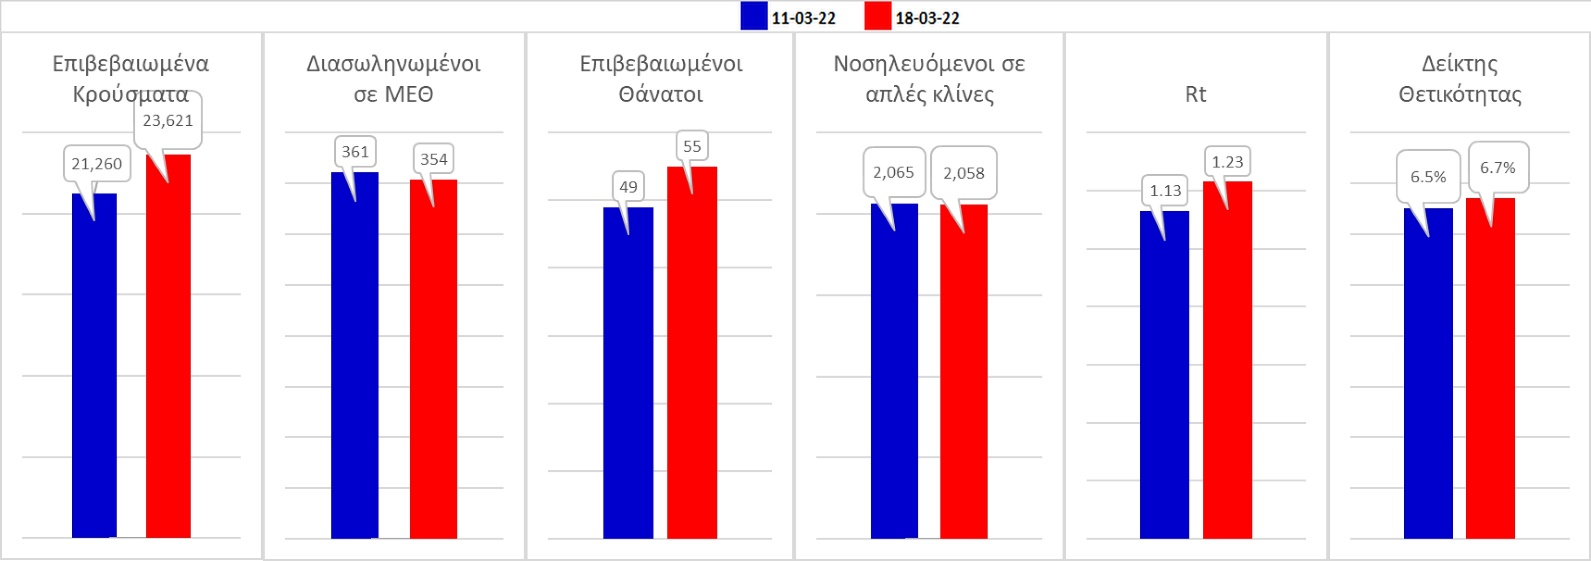 11-03-22 18-03-22
Επιβεβαιωμένα
Κρούσματα
21,260
23,621
Διασωληνωμένοι
σε ΜΕΘ
361
354
Επιβεβαιωμένοι
Θάνατοι
49
55
Νοσηλευόμενοι σε
απλές κλίνες
2,065
2,058
Rt
1.13
1.23
Δείκτης
Θετικότητας
6.5%
6.7%